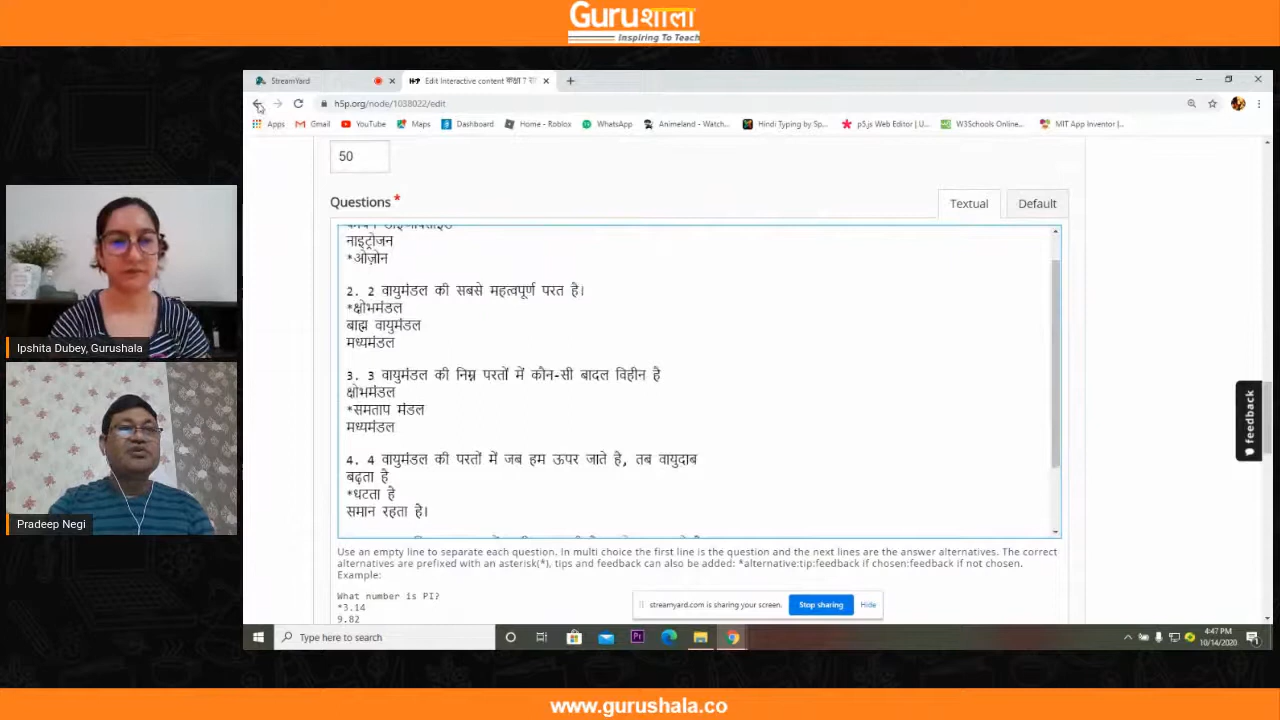 Guruशाला
Inspiring To Teach
StreamYard
H-P Edit Interactive content कक्षा 7
h5p.org/node/1038022/edit
Apps Gmail YouTube Maps Dashboard Home - Roblox WhatsApp Animeland - Watch... Hindi Typing by Sp... p5.js Web Editor | U... W3Schools Online... MIT App Inventor |...
50
Questions *
Textual Default
नाइट्रोजन
*ओज़ोन
2. 2 वायुमंडल की सबसे महत्वपूर्ण परत है।
*क्षोभमंडल
बाह्य वायुमंडल
मध्यमंडल
3. 3 वायुमंडल की निम्न परतों में कौन-सी बादल विहीन है
क्षोभमंडल
*समताप मंडल
मध्यमंडल
4. 4 वायुमंडल की परतों में जब हम ऊपर जाते है, तब वायुदाब
बढ़ता है
*घटता है
समान रहता है।
Use an empty line to separate each question. In multi choice the first line is the question and the next lines are the answer alternatives. The correct
alternatives are prefixed with an asterisk(*), tips and feedback can also be added: *alternative:tip:feedback if chosen:feedback if not chosen.
Example:
What number is PI?
*3.14
9.82
streamyard.com is sharing your screen. Stop sharing Hide
feedback
Ipshita Dubey, Gurushala
Pradeep Negi
Type here to search
Pr
4:47 PM
10/14/2020
www.gurushala.co